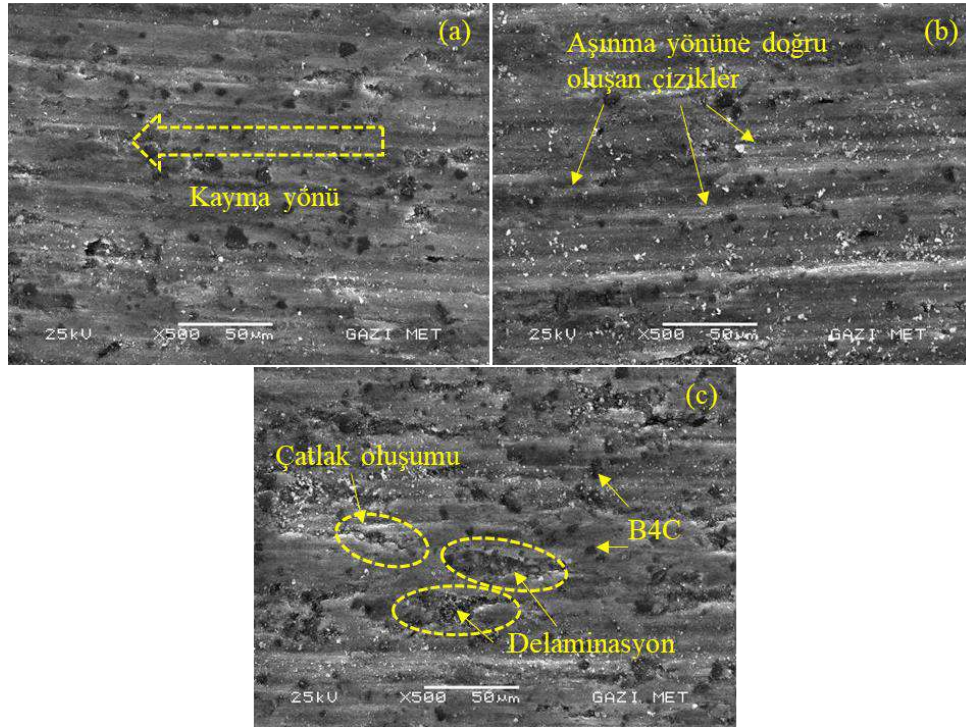 (a)
Kayma yönü
25kV X500 50µm GAZI MET
(b)
Aşınma yönüne doğru
oluşan çizikler
25kV X500 50µm GAZI MET
(c)
Çatlak oluşumu
B4C
Delaminasyon
25kV X500 50µm GAZI MET